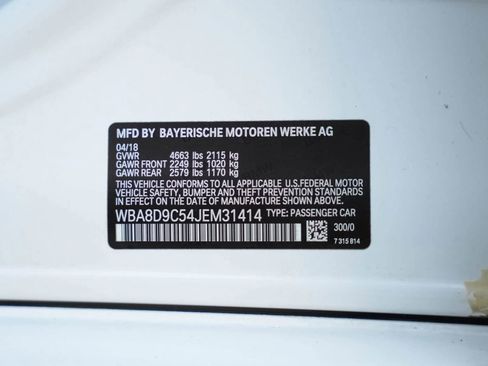 MFD BY BAYERISCHE MOTOREN WERKE AG
04/18
GVWR 4663 lbs 2115 kg
GAWR FRONT 2249 lbs 1020 kg
GAWR REAR 2579 lbs 1170 kg
THIS VEHICLE CONFORMS TO ALL APPLICABLE U.S.FEDERAL MOTOR
VEHICLE SAFETY, BUMPER AND THEFT PREVENTION STANDARDS
IN EFFECT ON THE DATE OF MANUFACTURE SHOWN ABOVE.
WBA8D9C54JEM31414 TYPE: PASSENGER CAR
300/0
7 315 814